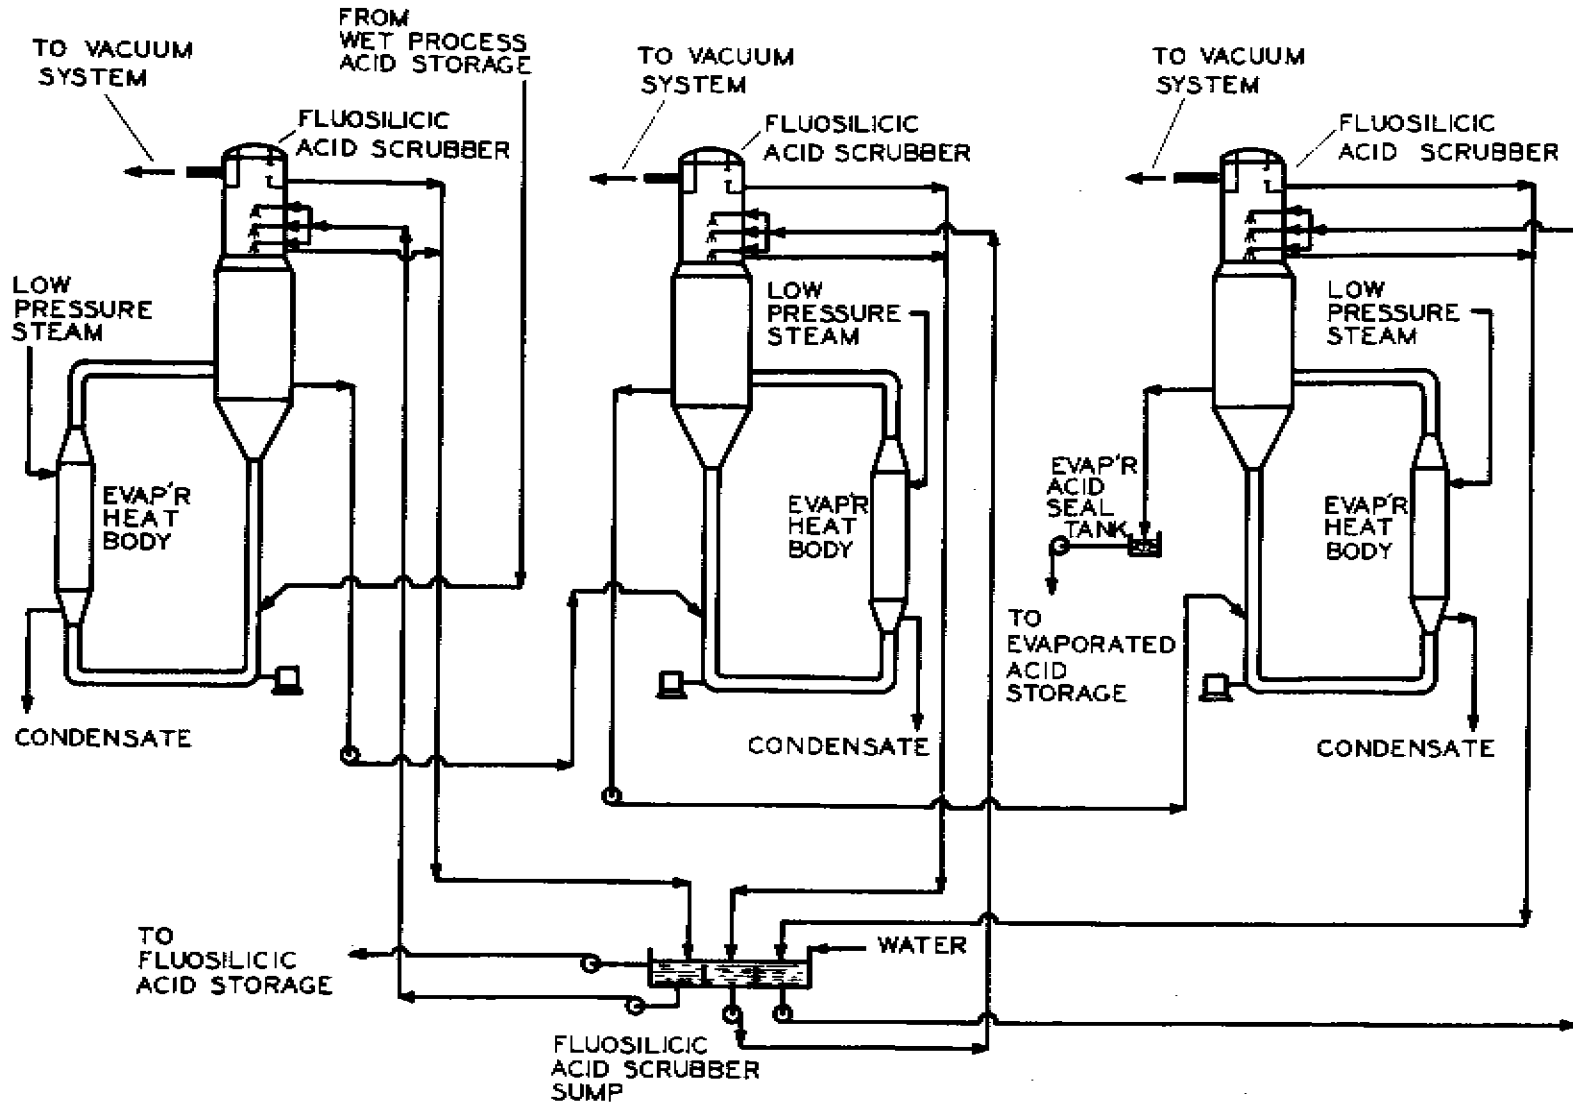 FROM
WET PROCESS
ACID STORAGE
TO VACUUM
SYSTEM
FLUOSILICIC
ACID SCRUBBER
TO VACUUM
SYSTEM
FLUOSILICIC
ACID SCRUBBER
TO VACUUM
SYSTEM
FLUOSILICIC
ACID SCRUBBER
LOW
PRESSURE
STEAM
LOW
PRESSURE
STEAM
LOW
PRESSURE
STEAM
EVAP'R
HEAT
BODY
EVAP'R
HEAT
BODY
EVAP'R
ACID
SEAL
TANK
EVAP'R
HEAT
BODY
TO
EVAPORATED
ACID
STORAGE
CONDENSATE
CONDENSATE
CONDENSATE
TO
FLUOSILICIC
ACID STORAGE
WATER
FLUOSILICIC
ACID SCRUBBER
SUMP